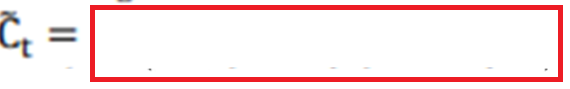 C̃ₜ =